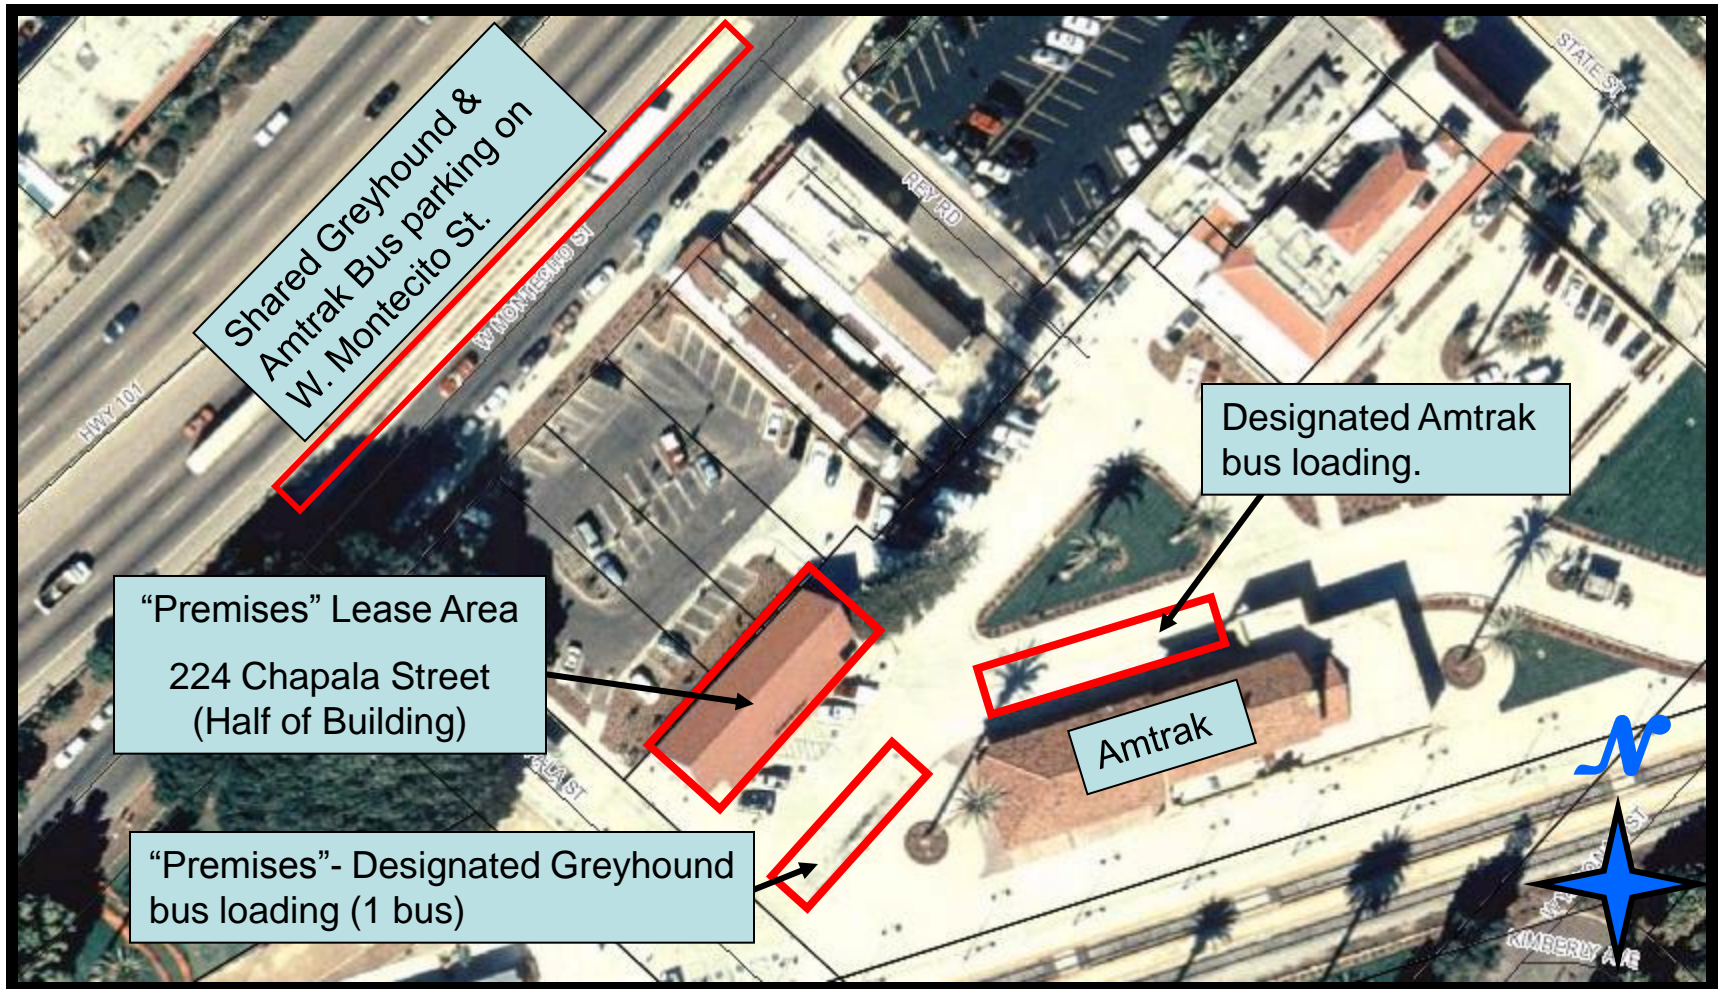 STATE ST
Shared Greyhound &
Amtrak Bus parking on
W. Montecito St.
REY RD
W MONTECITO ST
HWY 101
Designated Amtrak
bus loading.
“Premises” Lease Area
224 Chapala Street
(Half of Building)
Amtrak
N
ST
“Premises”- Designated Greyhound
bus loading (1 bus)
KIMBERLY AVE